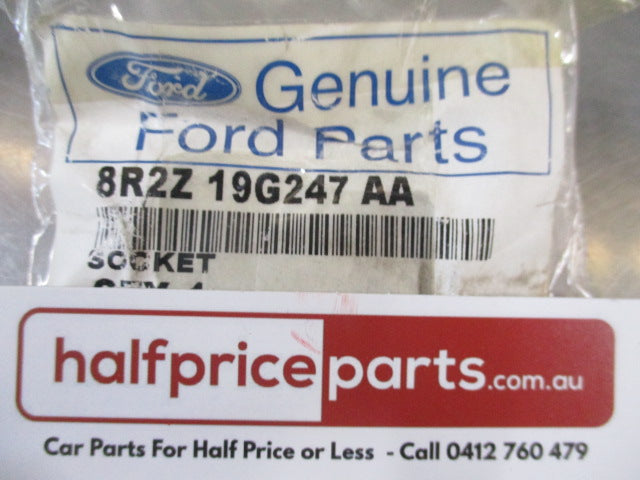 Ford Genuine
Ford Parts
8R2Z 19G247 AA
SOCKET
halfpriceparts.com.au
Car Parts For Half Price or Less - Call 0412 760 479